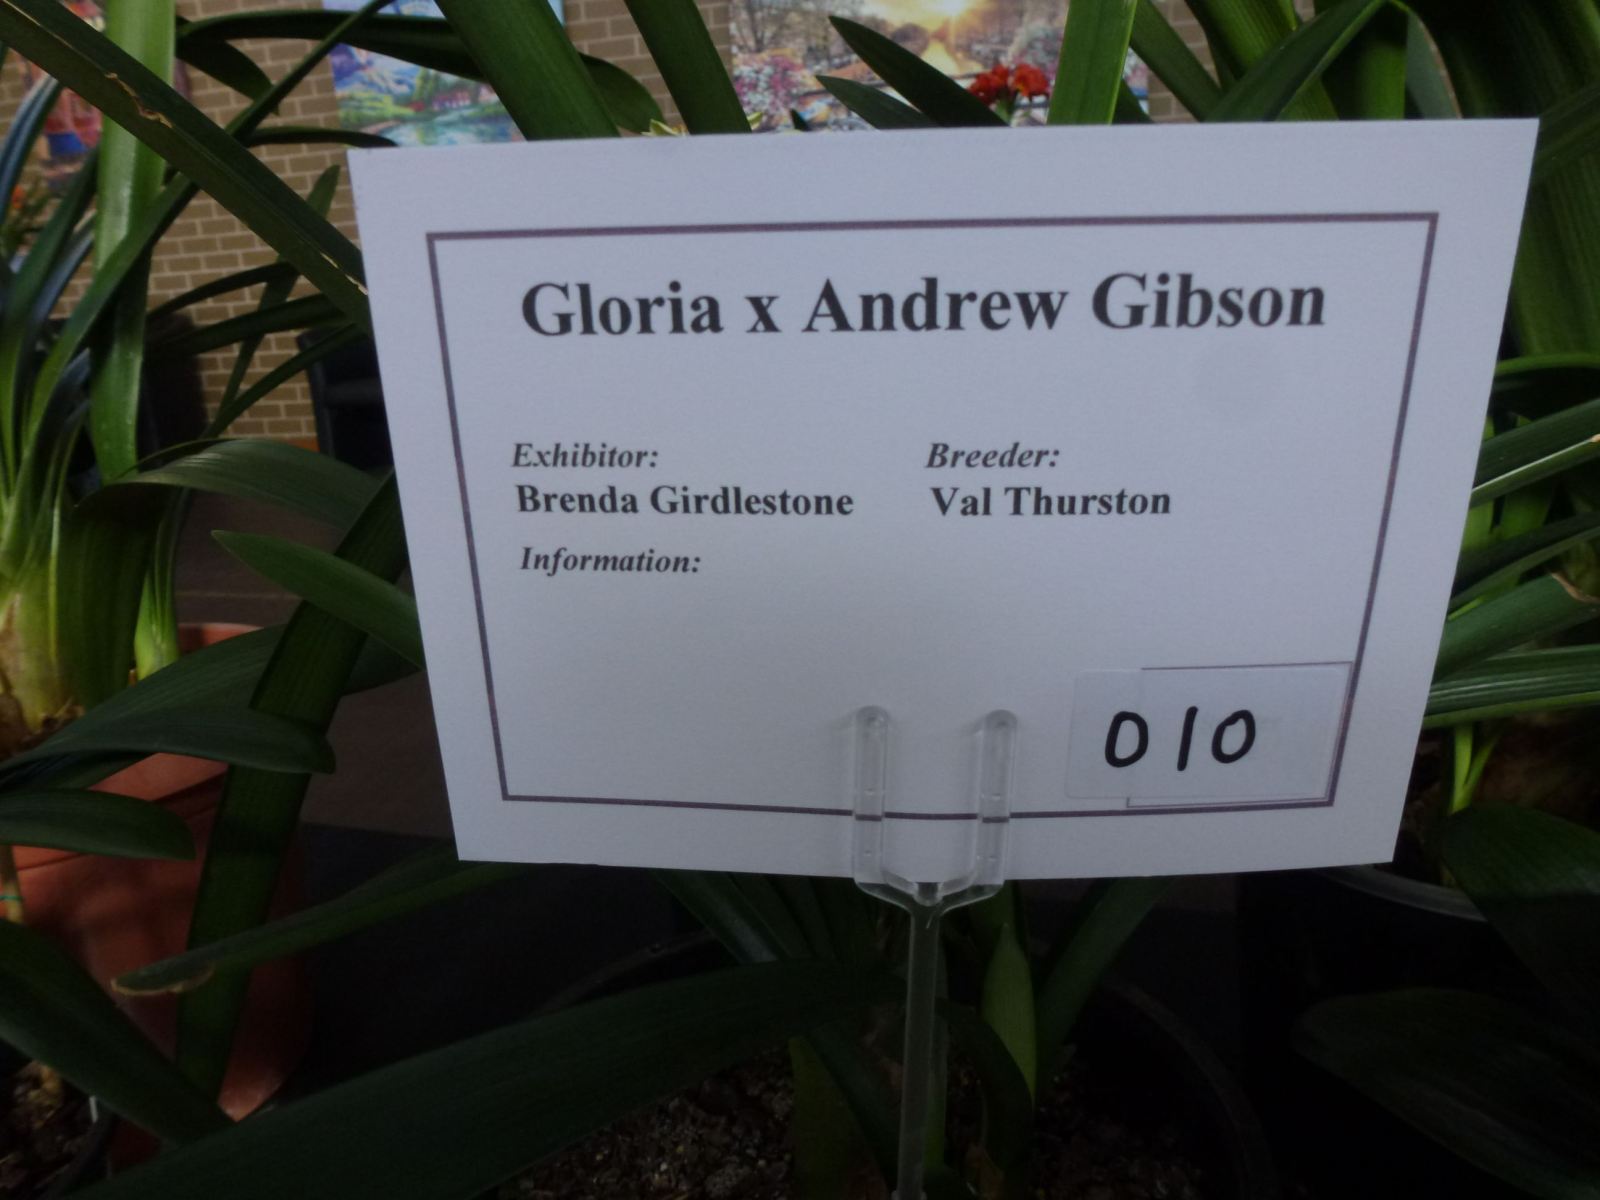 Gloria x Andrew Gibson
Exhibitor: Breeder:
Brenda Girdlestone Val Thurston
Information:
010